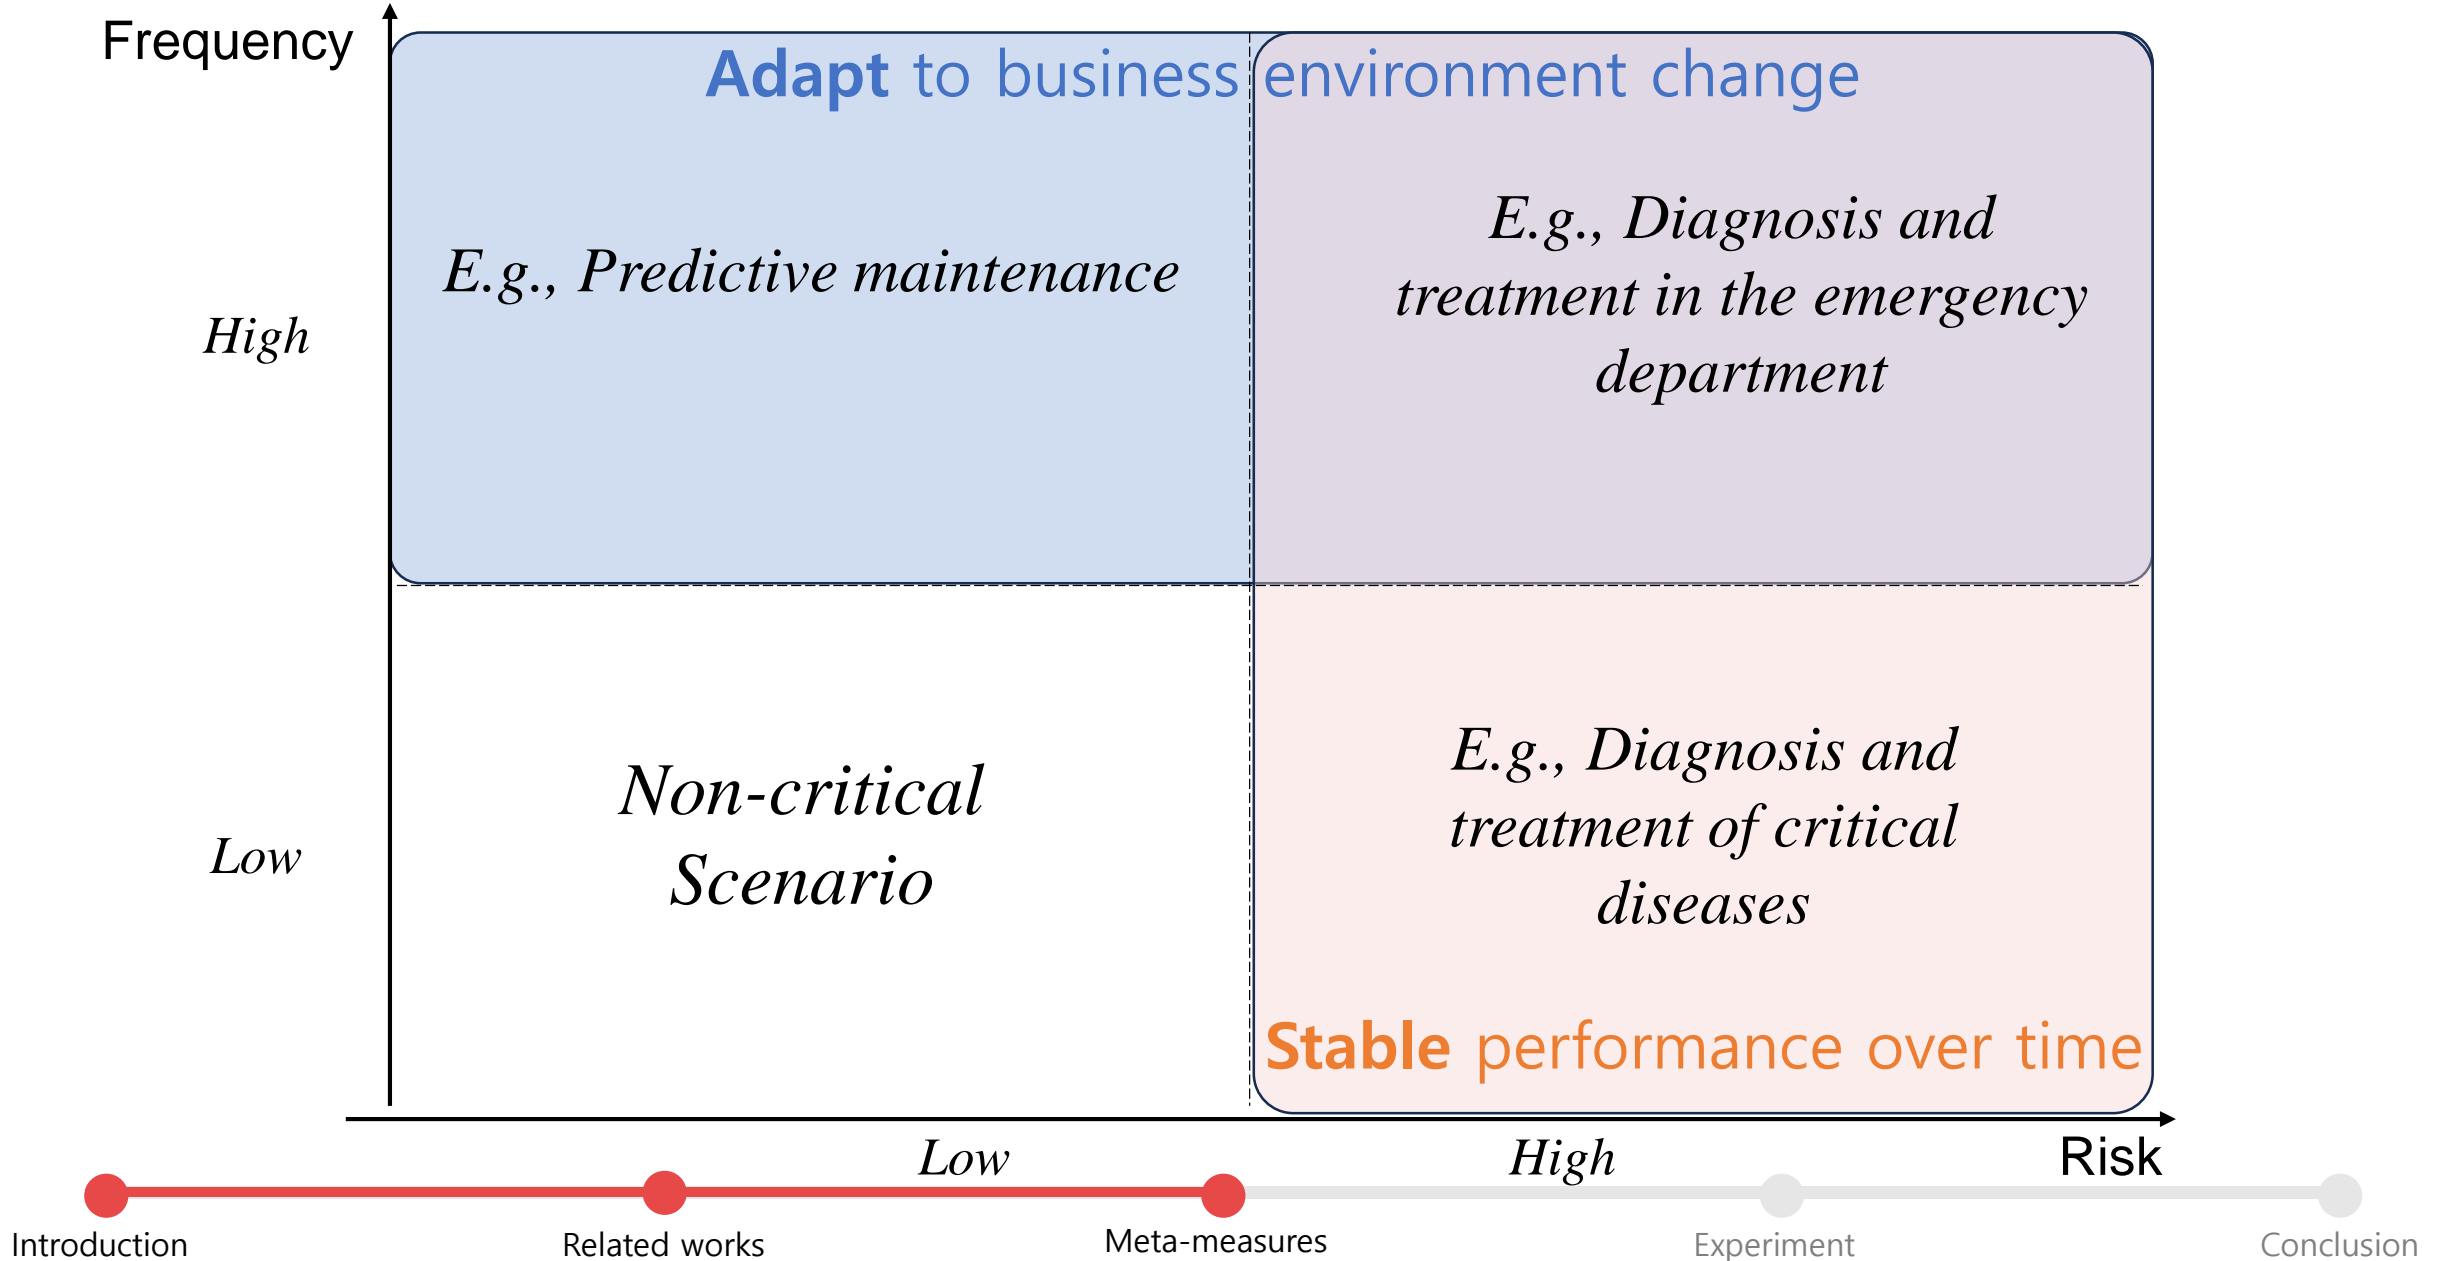 Frequency
Adapt to business environment change
E.g., Predictive maintenance
E.g., Diagnosis and
treatment in the emergency
department
High
Non-critical
Scenario
E.g., Diagnosis and
treatment of critical
diseases
Low
Stable performance over time
Low
High
Risk
Introduction
Related works
Meta-measures
Experiment
Conclusion